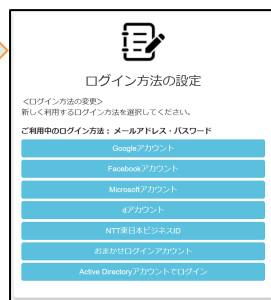 ログイン方法の設定
<ログイン方法の変更>
新しく利用するログイン方法を選択してください。
ご利用中のログイン方法：メールアドレス・パスワード
Googleアカウント
Facebookアカウント
Microsoftアカウント
dアカウント
NTT東日本ビジネスID
おまかせログインアカウント
Active Directoryアカウントでログイン